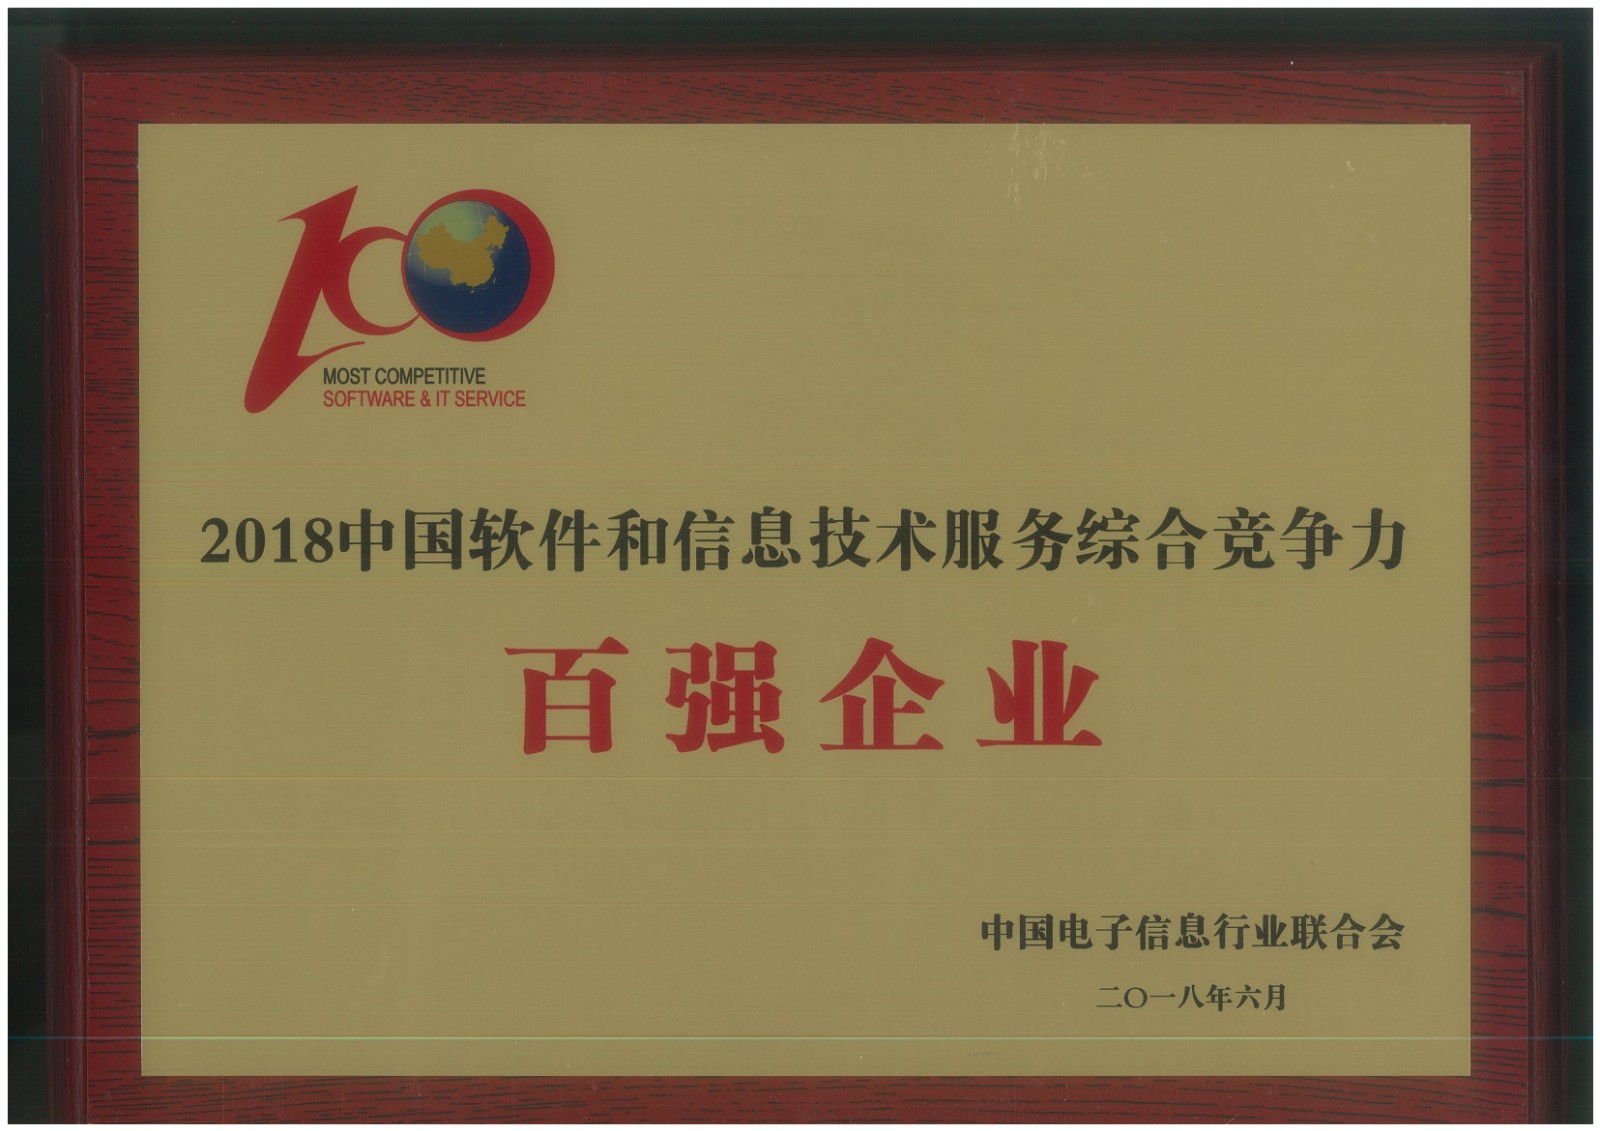 100
MOST COMPETITIVE
SOFTWARE & IT SERVICE
2018中国软件和信息技术服务综合竞争力
百强企业
中国电子信息行业联合会
二〇一八年六月